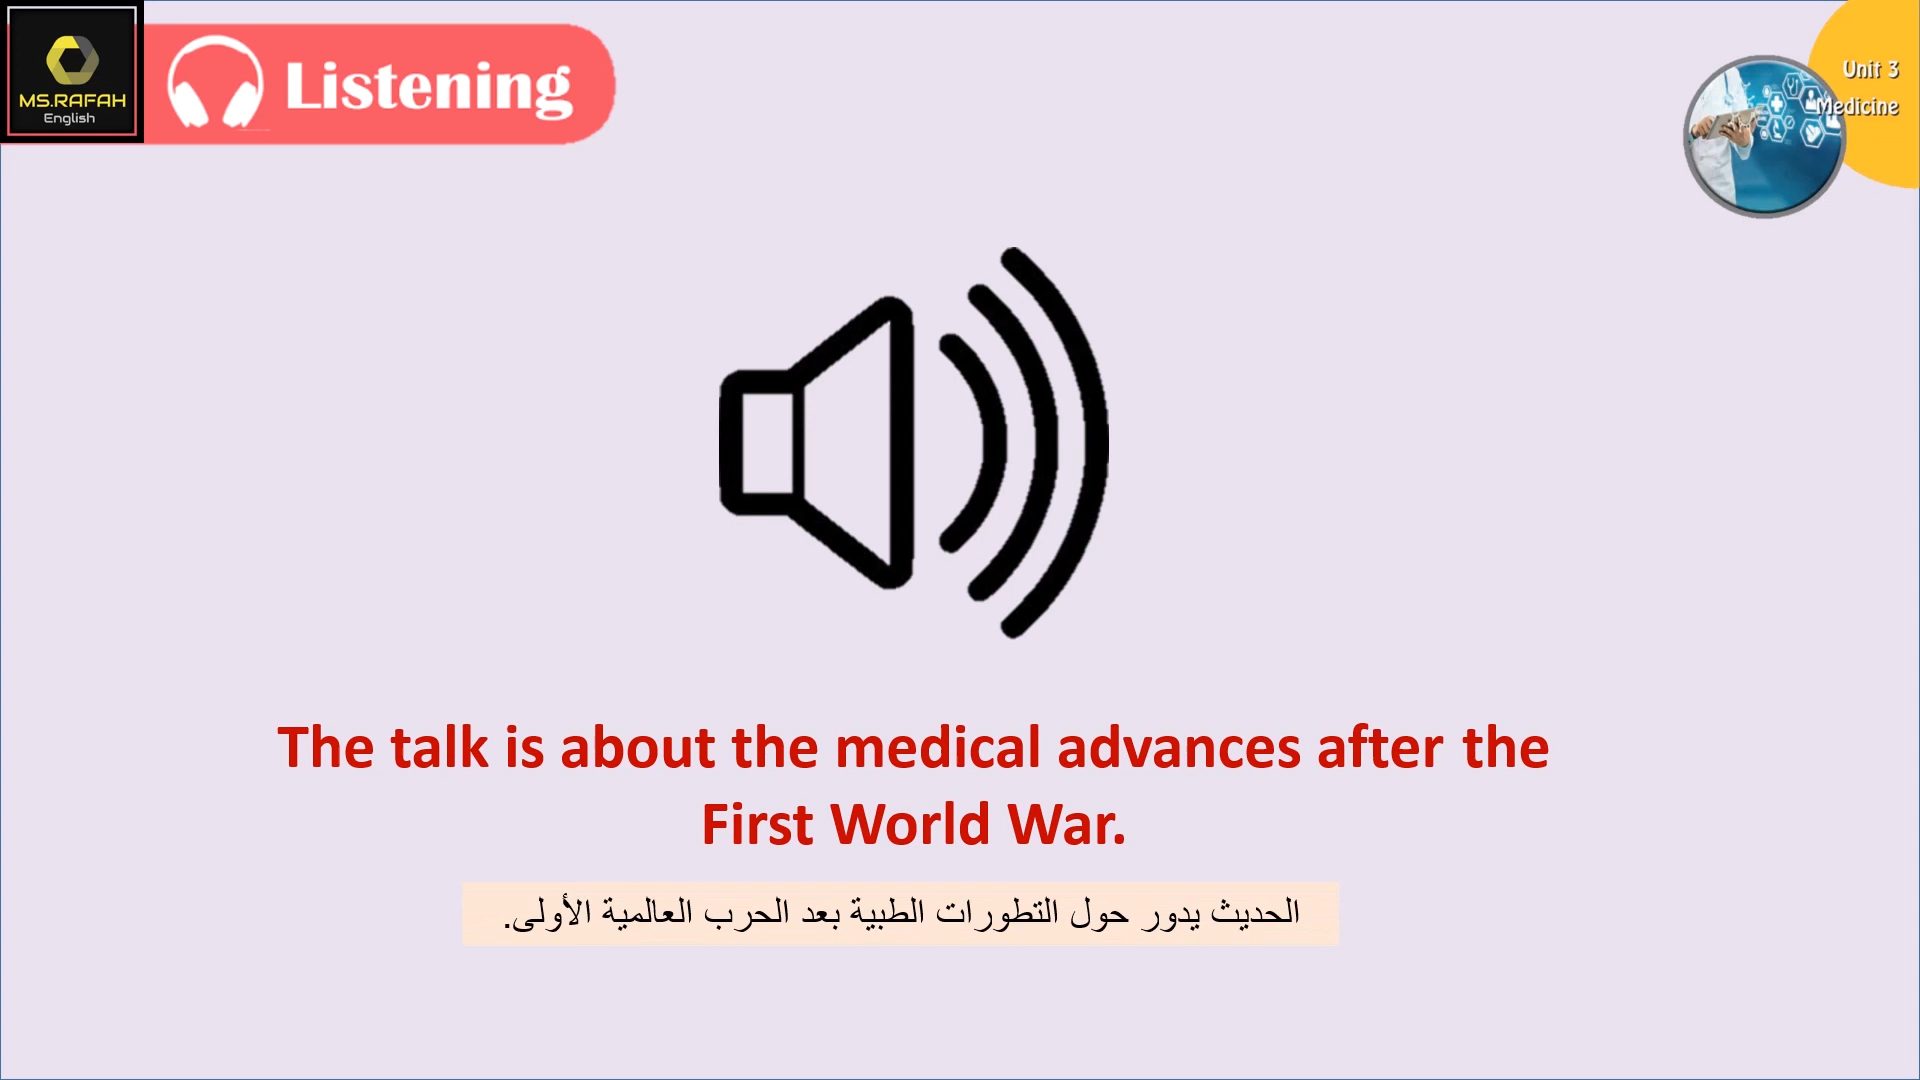 MS.RAFAH
English
Listening
Unit 3
Medicine
The talk is about the medical advances after the
First World War.
الحديث يدور حول التطورات الطبية بعد الحرب العالمية الأولى.